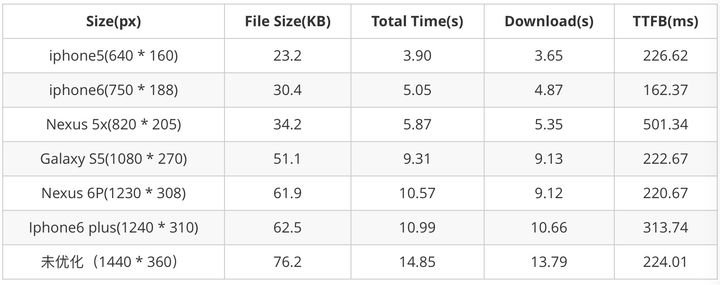 Size(px) File Size(KB) Total Time(s) Download(s) TTFB(ms)
iphone5(640 * 160) 23.2 3.90 3.65 226.62
iphone6(750 * 188) 30.4 5.05 4.87 162.37
Nexus 5x(820 * 205) 34.2 5.87 5.35 501.34
Galaxy S5(1080 * 270) 51.1 9.31 9.13 222.67
Nexus 6P(1230 * 308) 61.9 10.57 9.12 220.67
Iphone6 plus(1240 * 310) 62.5 10.99 10.66 313.74
未优化（1440 * 360） 76.2 14.85 13.79 224.01